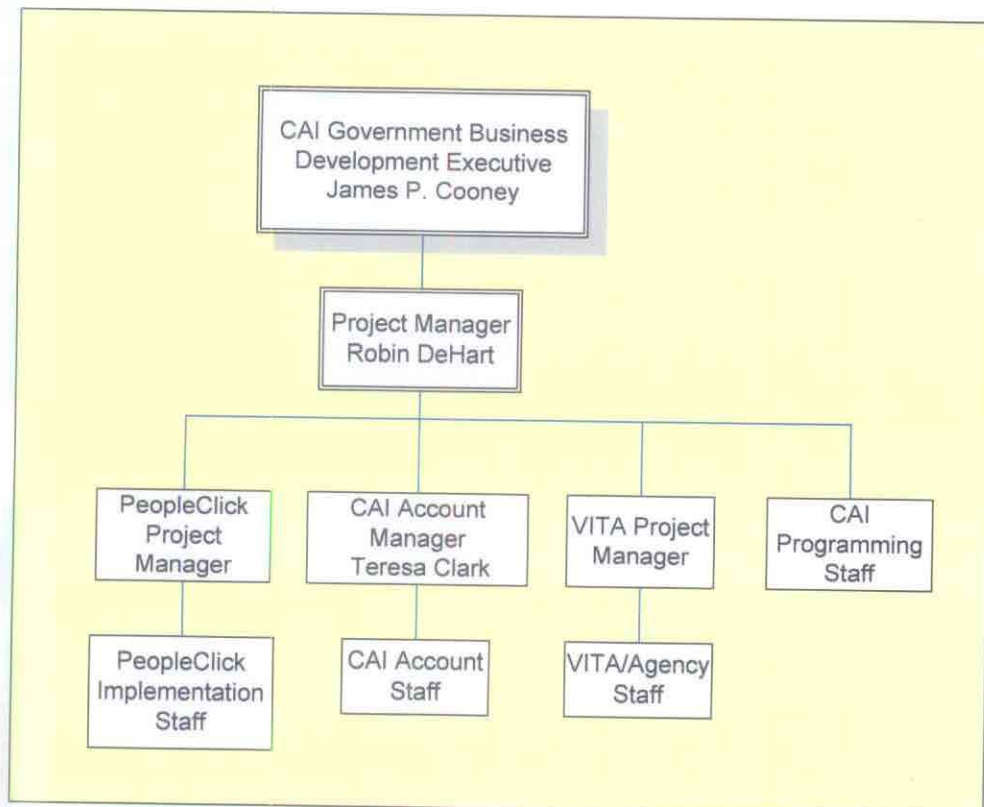 CAI Government Business
Development Executive
James P. Cooney
Project Manager
Robin DeHart
PeopleClick
Project
Manager
CAI Account
Manager
Teresa Clark
VITA Project
Manager
CAI
Programming
Staff
PeopleClick
Implementation
Staff
CAI Account
Staff
VITA/Agency
Staff